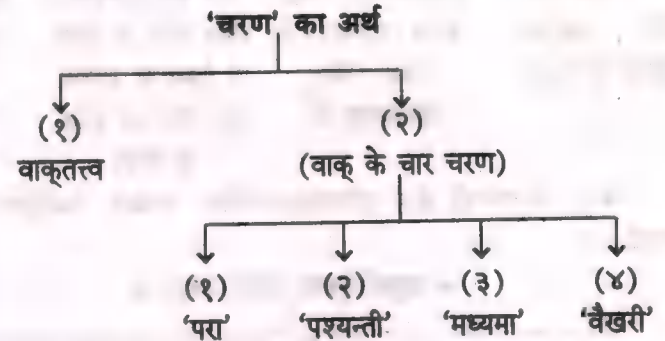 ‘चरण’ का अर्थ
(१) (२)
वाक्‌तत्त्व (वाक् के चार चरण)
(१) (२) (३) (४)
‘परा’ ‘पश्यन्ती’ ‘मध्यमा’ ‘वैखरी’